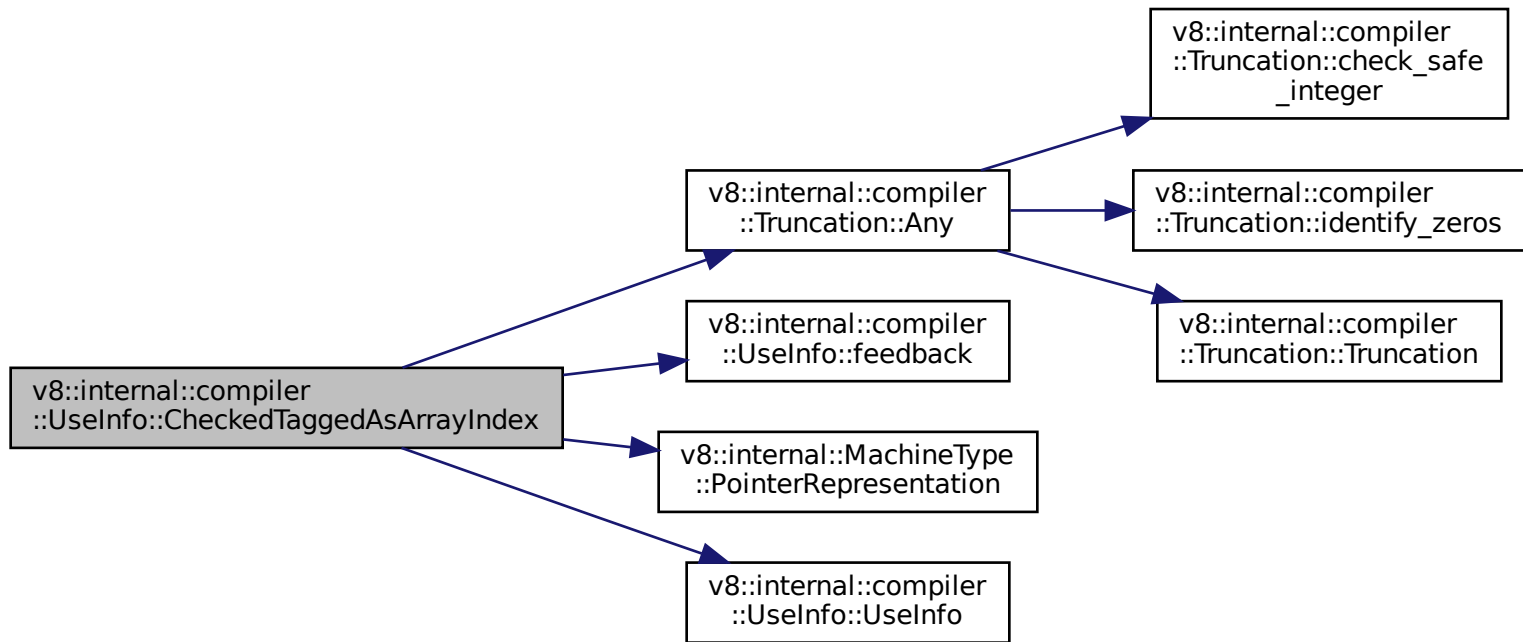 v8::internal::compiler
::UseInfo::CheckedTaggedAsArrayIndex
v8::internal::compiler
::Truncation::Any
v8::internal::compiler
::UseInfo::feedback
v8::internal::MachineType
::PointerRepresentation
v8::internal::compiler
::UseInfo::UseInfo
v8::internal::compiler
::Truncation::check_safe
_integer
v8::internal::compiler
::Truncation::identify_zeros
v8::internal::compiler
::Truncation::Truncation